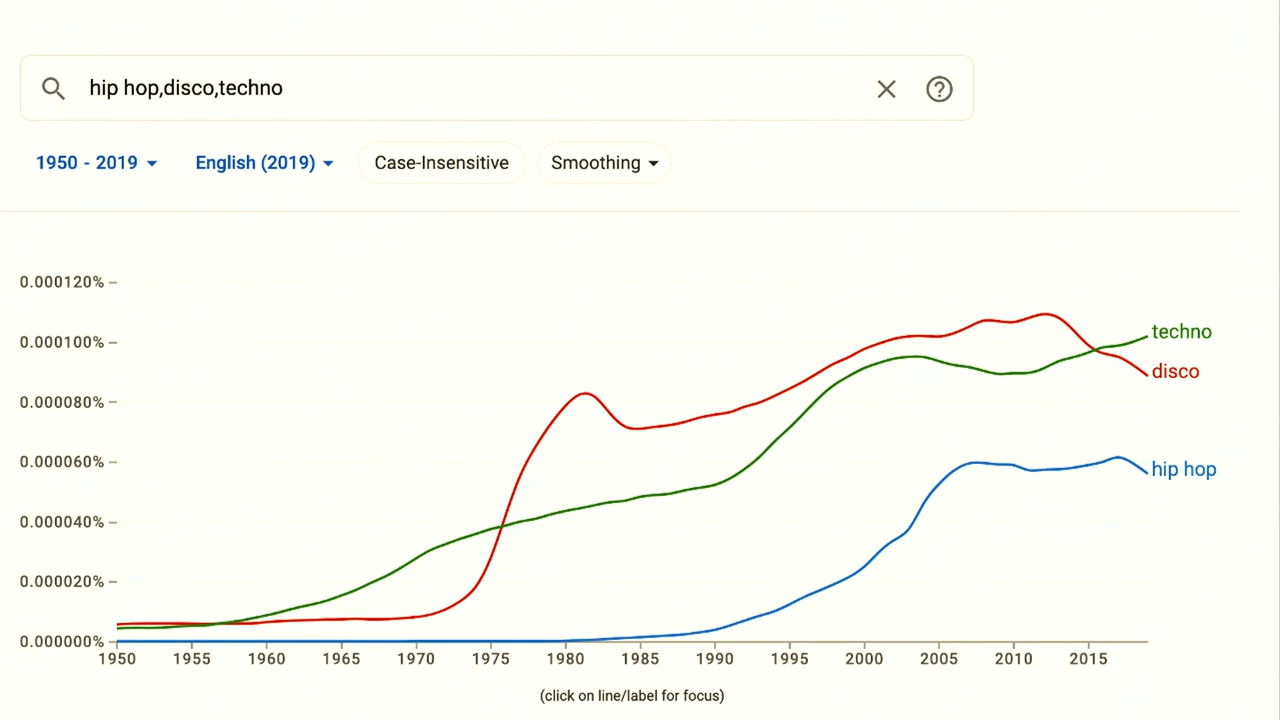 hip hop,disco,techno
1950 - 2019 English (2019) Case-Insensitive Smoothing
0.000120%
0.000100%
0.000080%
0.000060%
0.000040%
0.000020%
0.000000%
techno
disco
hip hop
1950 1955 1960 1965 1970 1975 1980 1985 1990 1995 2000 2005 2010 2015
(click on line/label for focus)